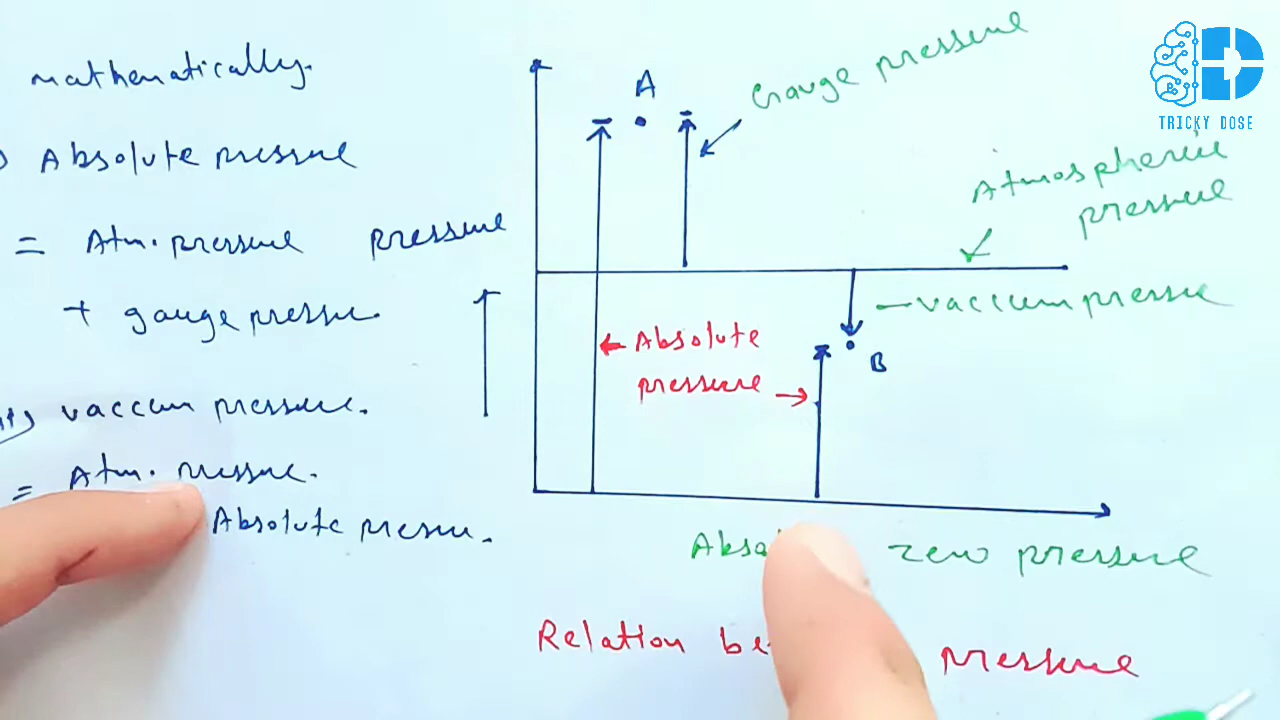 mathematically.
Absolute pressure
= Atm. pressure
+ gauge pressure.
vaccum pressure.
= Atm. pressure.
Absolute pressure.
pressure
A
Gauge pressure
Atmospheric
pressure
vaccum pressure
B
Absolute
pressure
zero pressure
Relation
pressure
TRICKY DOSE